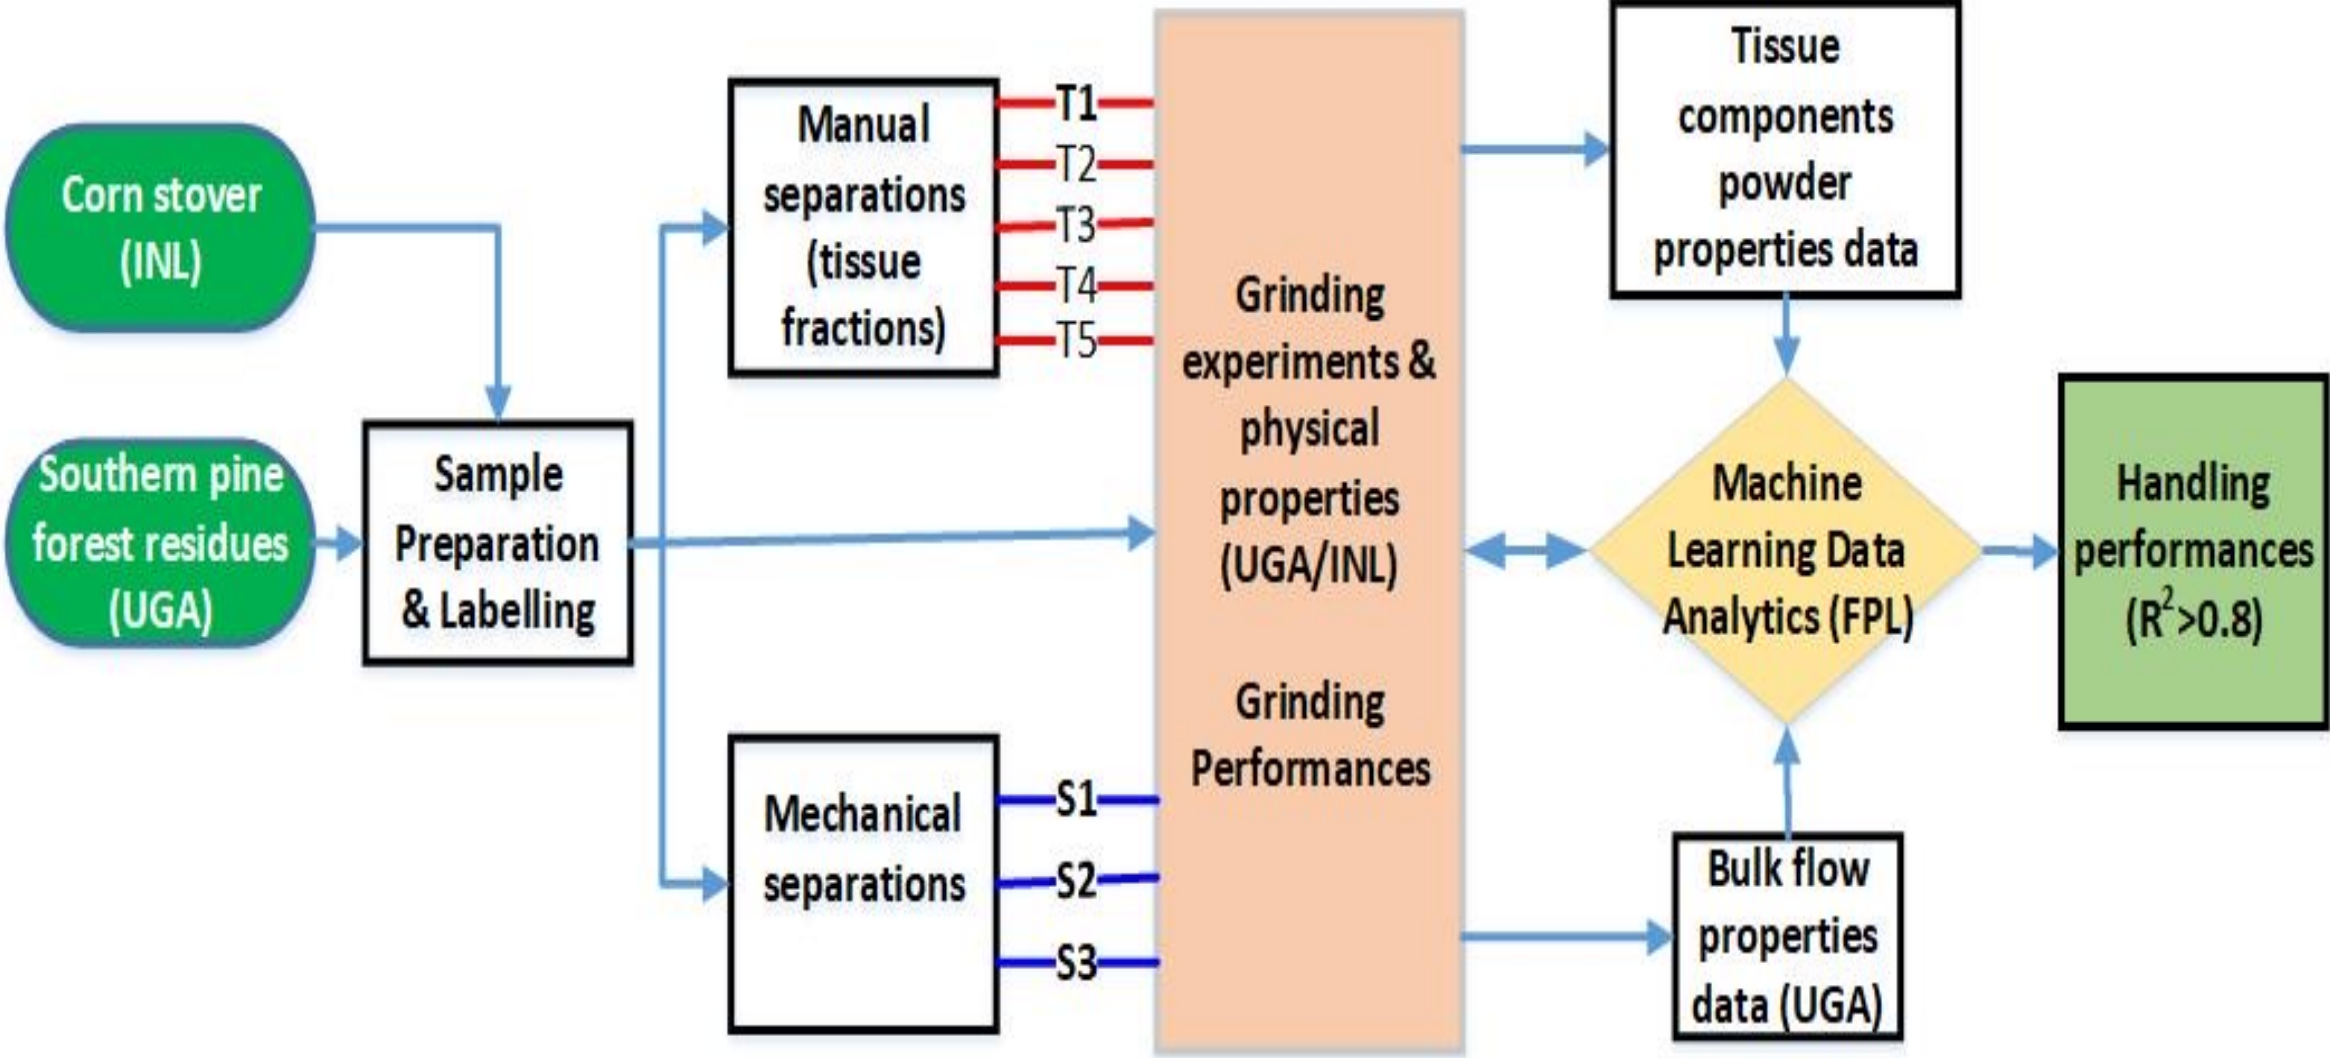 Corn stover
(INL)
Southern pine
forest residues
(UGA)
Sample
Preparation
& Labelling
Manual
separations
(tissue
fractions)
T1
T2
T3
T4
T5
Mechanical
separations
S1
S2
S3
Grinding
experiments &
physical
properties
(UGA/INL)
Grinding
Performances
Tissue
components
powder
properties data
Machine
Learning Data
Analytics (FPL)
Bulk flow
properties
data (UGA)
Handling
performances
(R²>0.8)